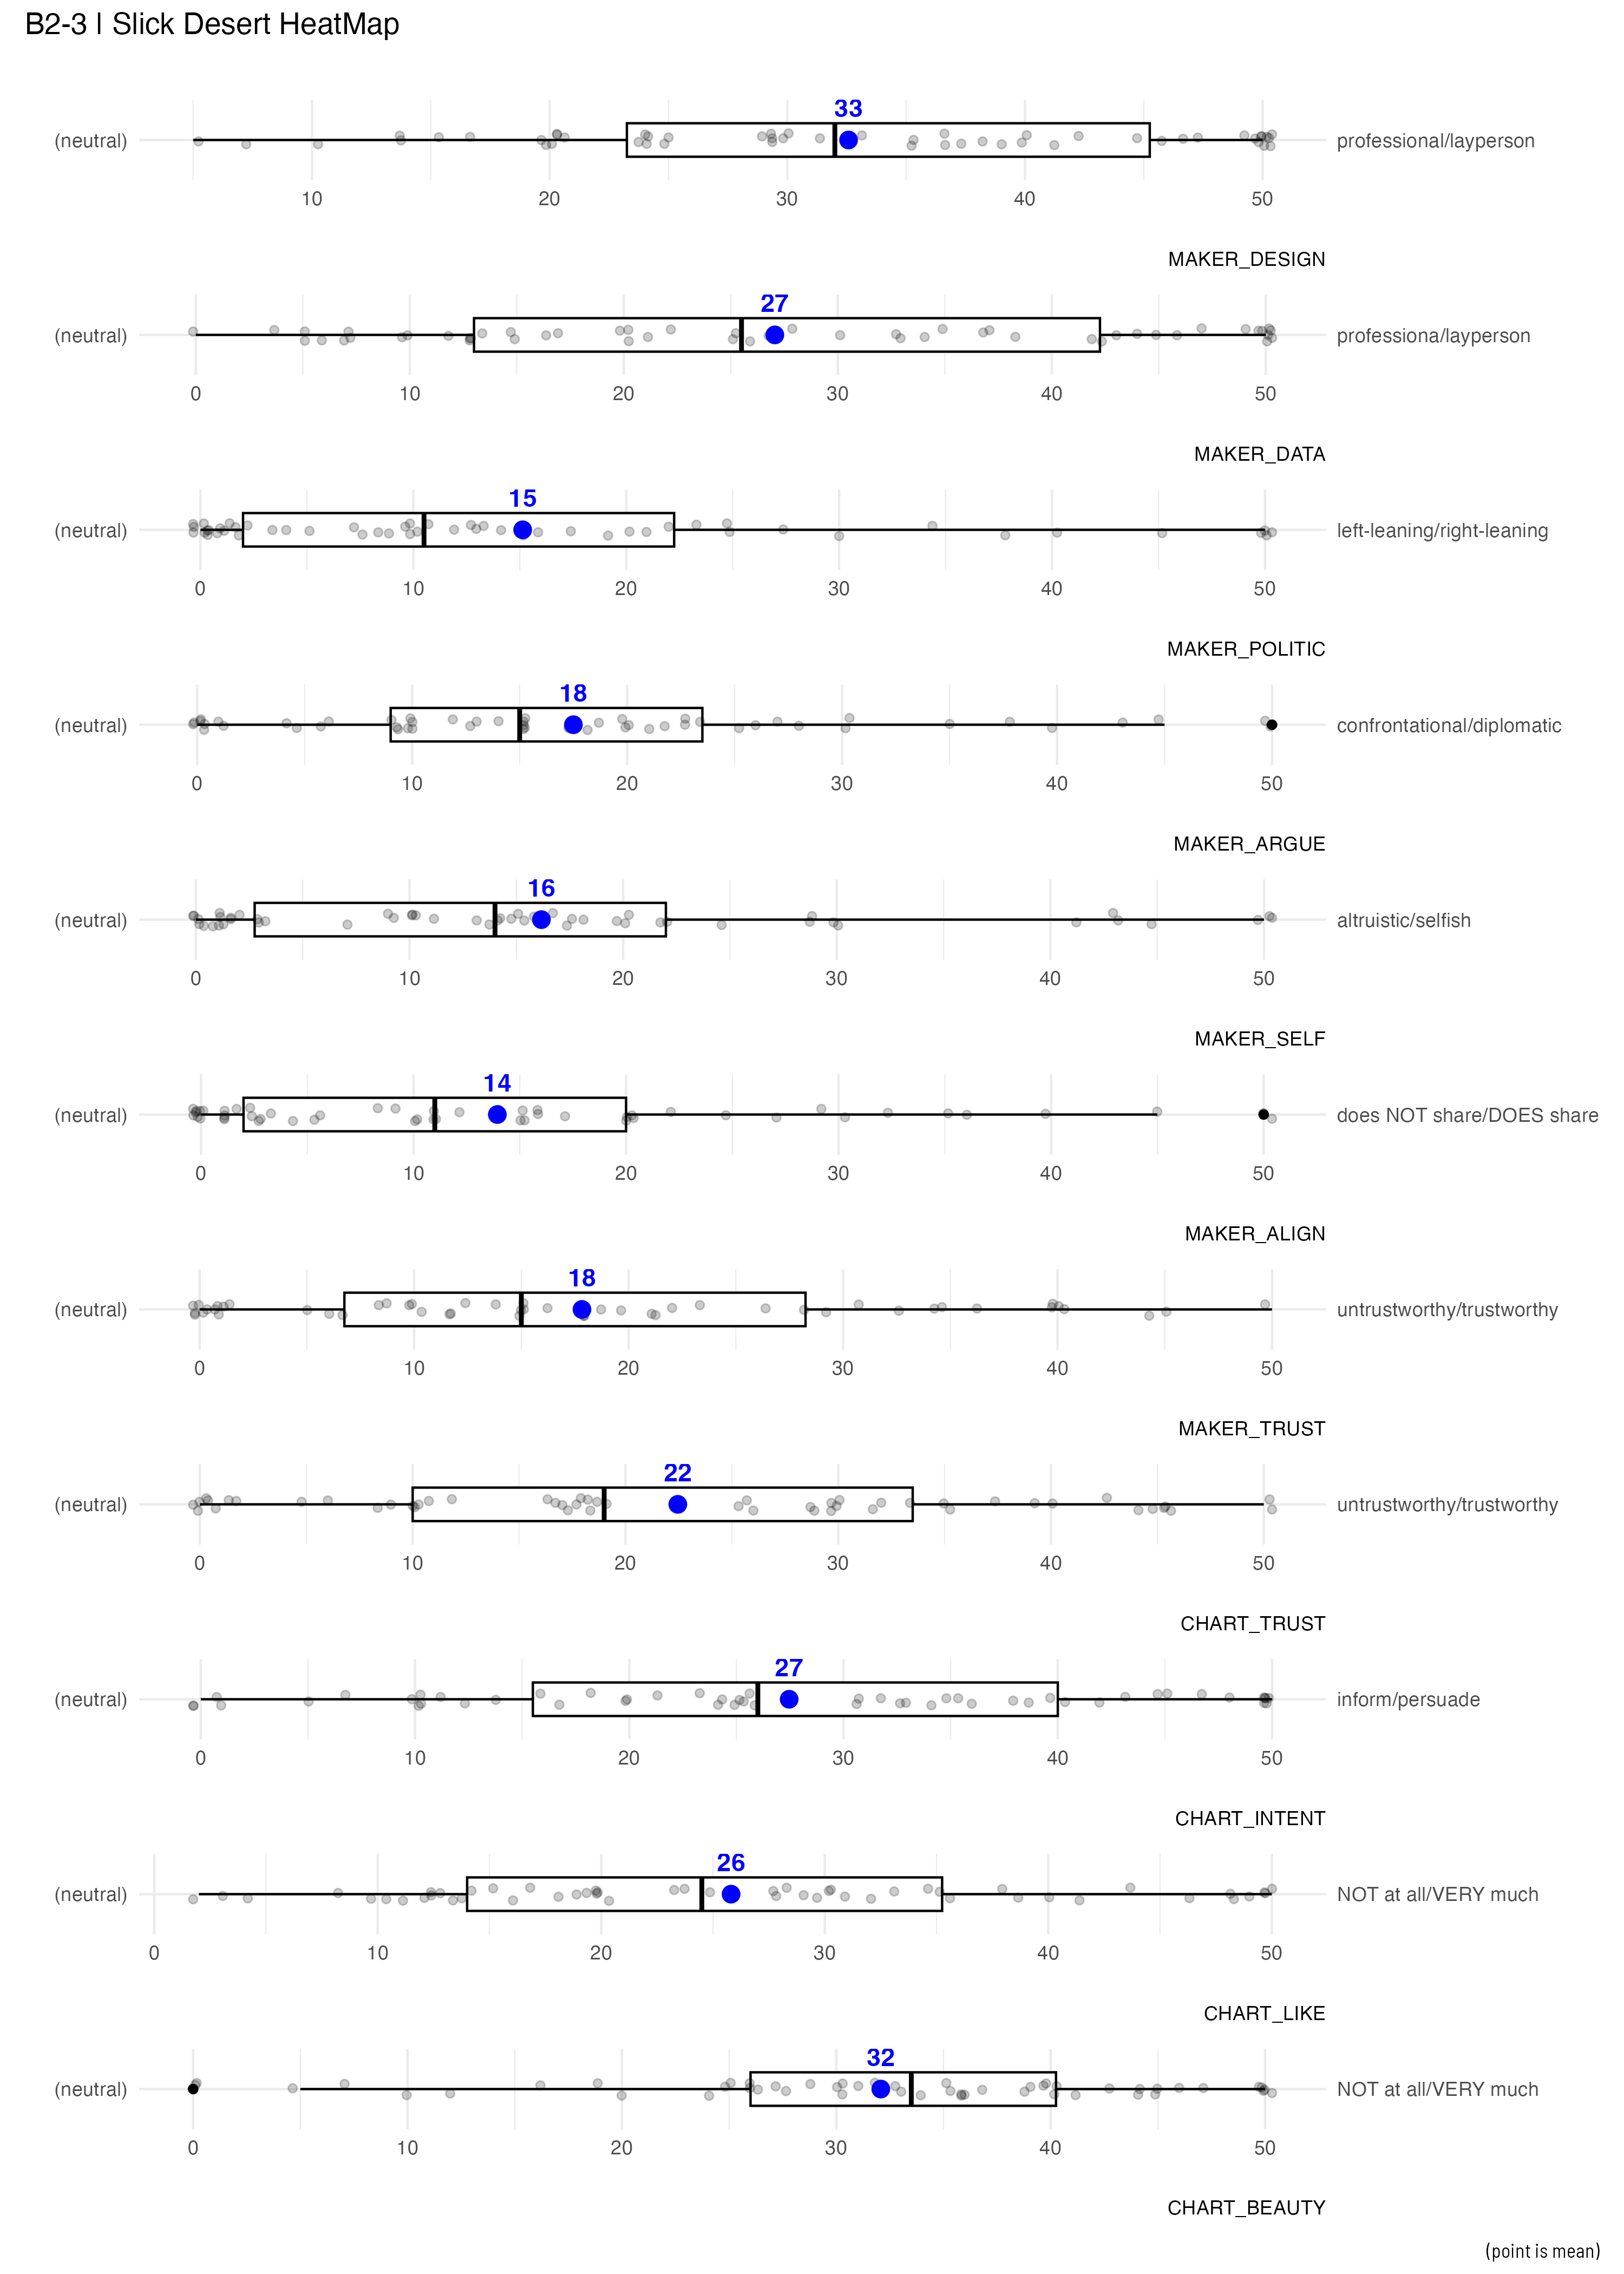 B2-3 | Slick Desert HeatMap
33
(neutral) professional/layperson
10 20 30 40 50
MAKER_DESIGN
27
(neutral) professiona/layperson
0 10 20 30 40 50
MAKER_DATA
15
(neutral) left-leaning/right-leaning
0 10 20 30 40 50
MAKER_POLITIC
18
(neutral) confrontational/diplomatic
0 10 20 30 40 50
MAKER_ARGUE
16
(neutral) altruistic/selfish
0 10 20 30 40 50
MAKER_SELF
14
(neutral) does NOT share/DOES share
0 10 20 30 40 50
MAKER_ALIGN
18
(neutral) untrustworthy/trustworthy
0 10 20 30 40 50
MAKER_TRUST
22
(neutral) untrustworthy/trustworthy
0 10 20 30 40 50
CHART_TRUST
27
(neutral) inform/persuade
0 10 20 30 40 50
CHART_INTENT
26
(neutral) NOT at all/VERY much
0 10 20 30 40 50
CHART_LIKE
32
(neutral) NOT at all/VERY much
0 10 20 30 40 50
CHART_BEAUTY
(point is mean)